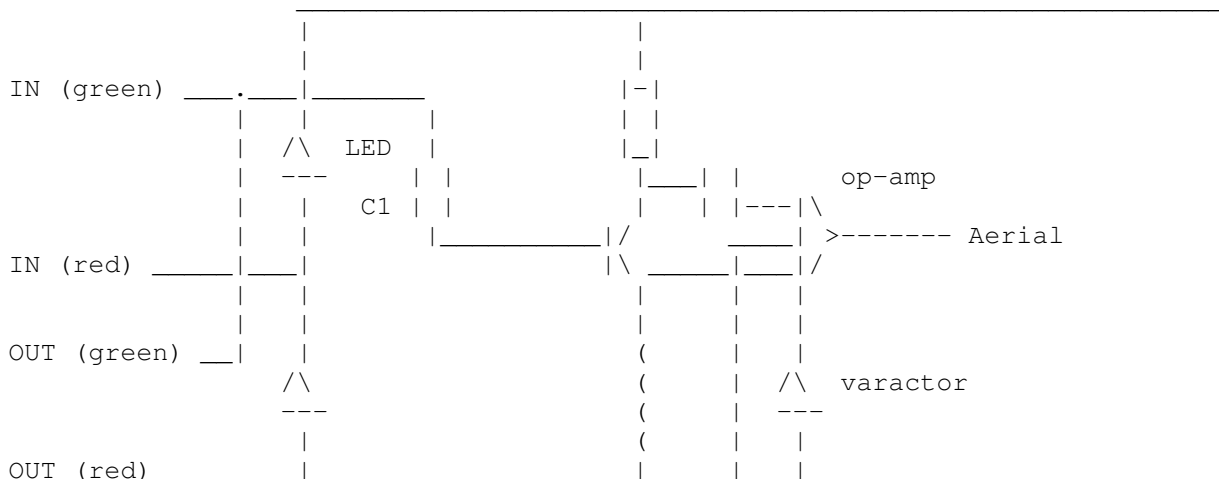 IN (green)
LED
op-amp
C1
Aerial
IN (red)
OUT (green)
varactor
OUT (red)